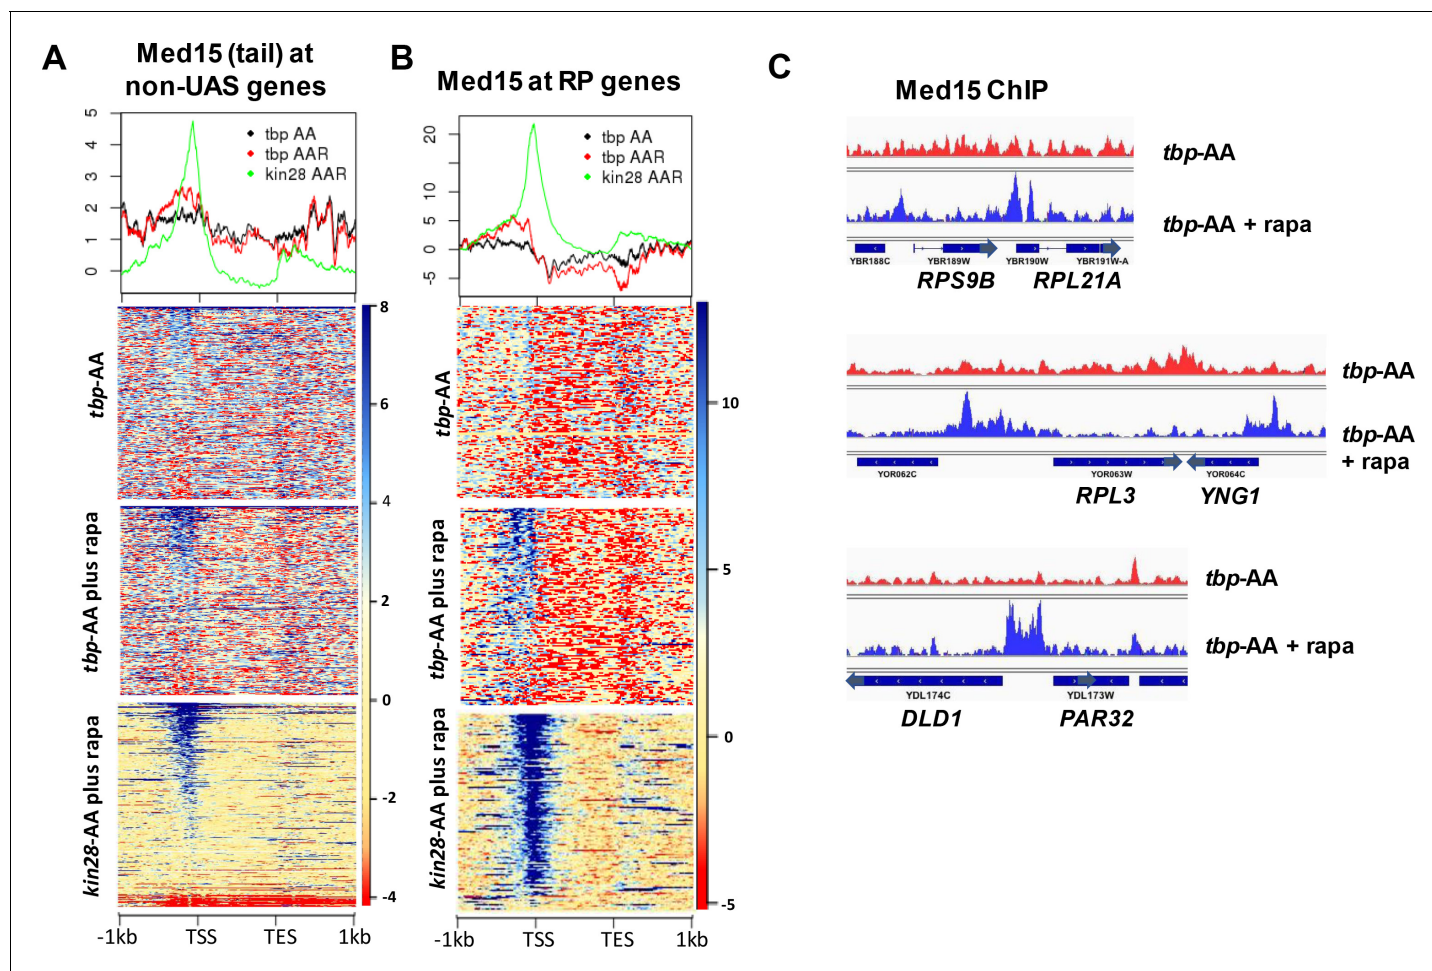 A
Med15 (tail) at
non-UAS genes
5
4
3
2
1
0
tbp AA
tbp AAR
kin28 AAR
tbp-AA
tbp-AA plus rapa
kin28-AA plus rapa
8
6
4
2
0
-2
-4
-1kb
TSS
TES
1kb
B
Med15 at RP genes
20
10
5
0
-5
tbp AA
tbp AAR
kin28 AAR
tbp-AA
tbp-AA plus rapa
kin28-AA plus rapa
10
5
0
-5
-1kb
TSS
TES
1kb
C
Med15 ChIP
tbp-AA
tbp-AA + rapa
YBR188C
YBR189W
YBR190W
YBR191W-A
RPS9B
RPL21A
tbp-AA
tbp-AA
+ rapa
YOR062C
YOR063W
YOR064C
RPL3
YNG1
tbp-AA
tbp-AA + rapa
YDL174C
YDL173W
DLD1
PAR32